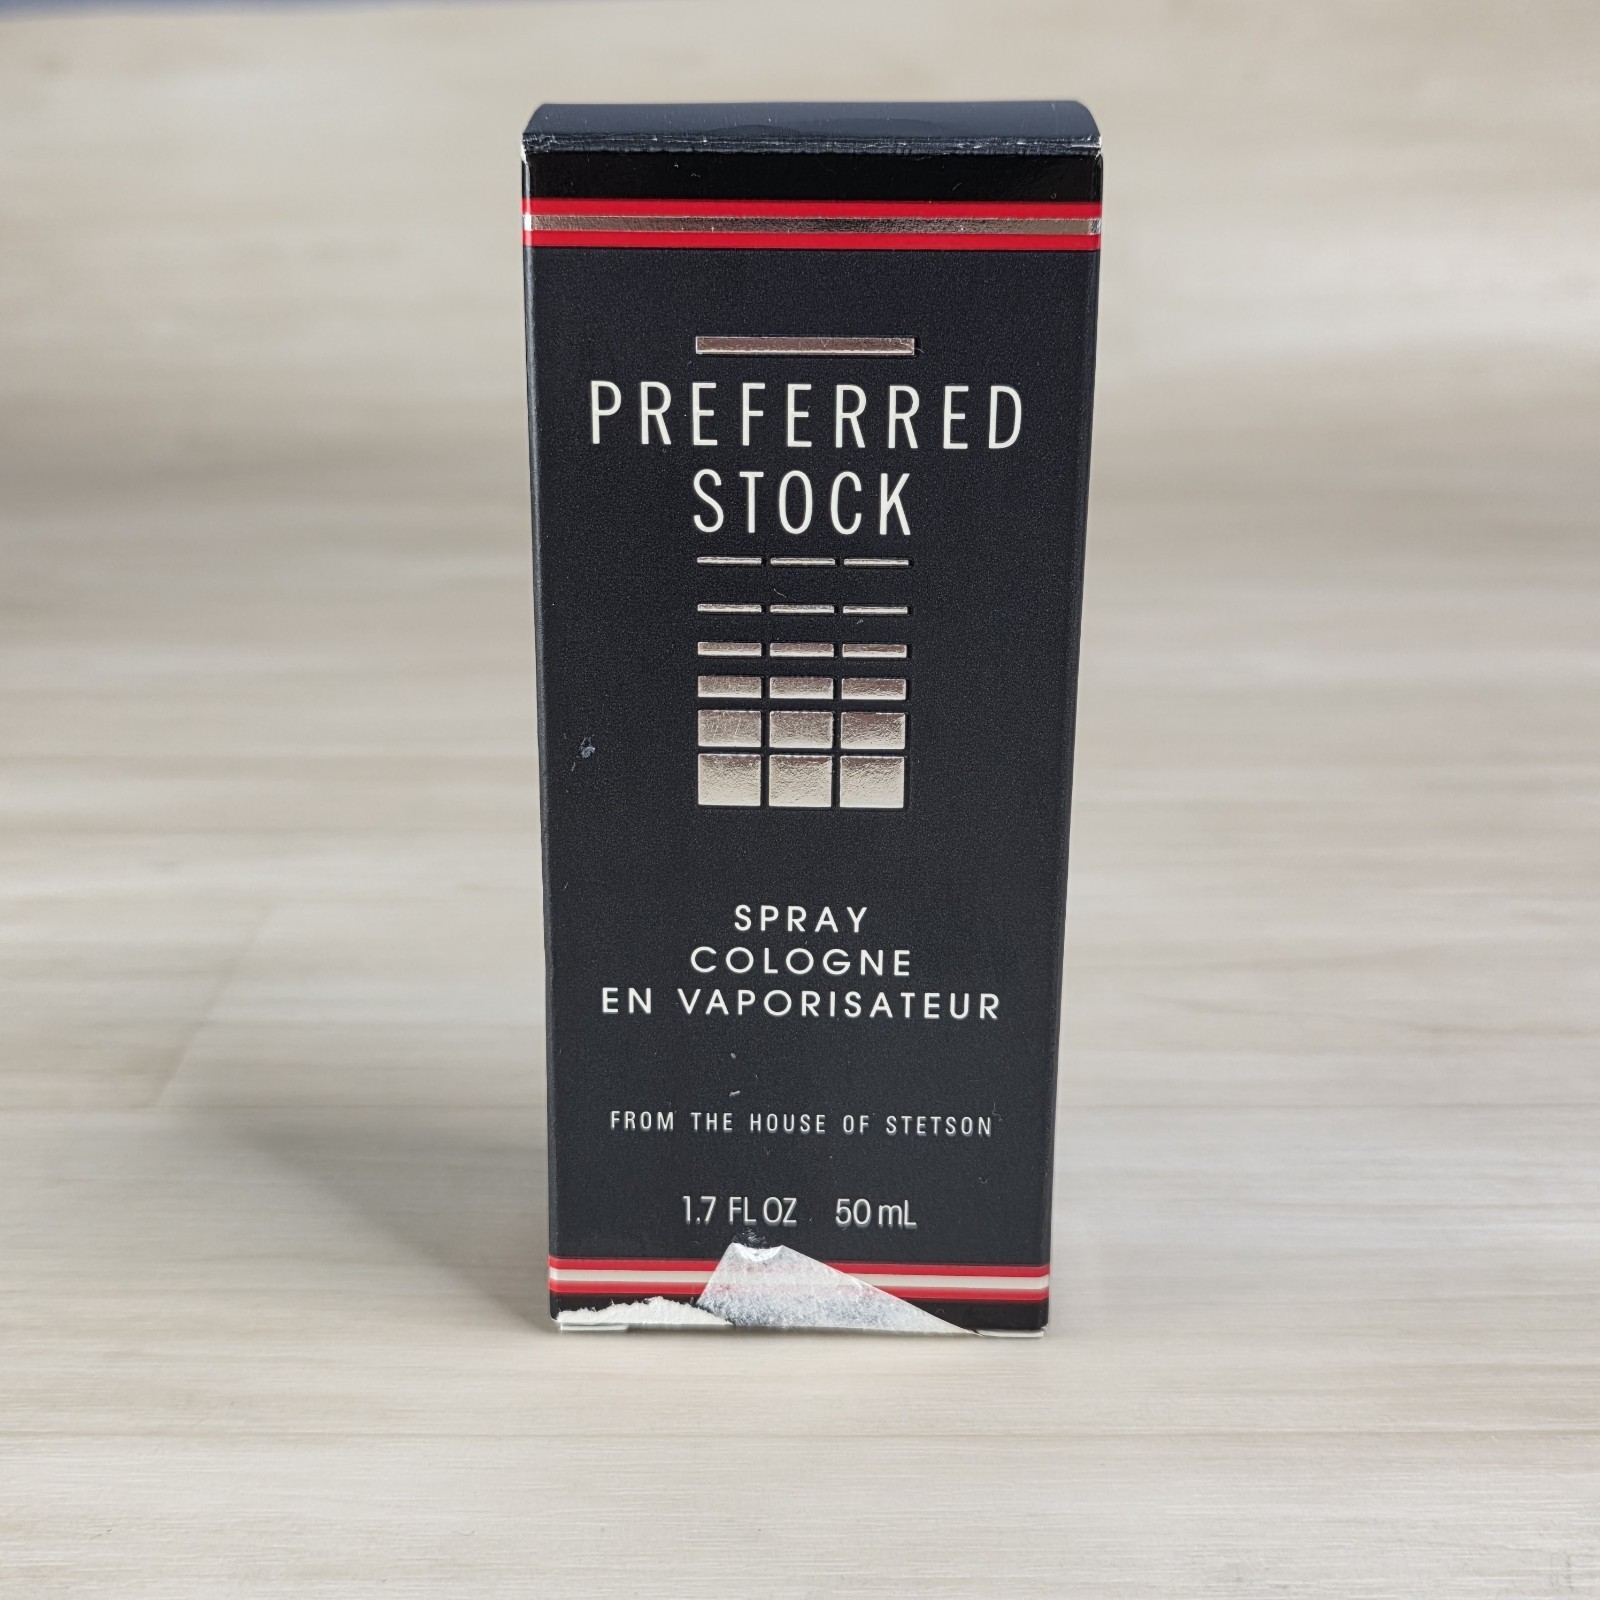 PREFERRED
STOCK
SPRAY
COLOGNE
EN VAPORISATEUR
FROM THE HOUSE OF STETSON
1.7 FL OZ 50 mL